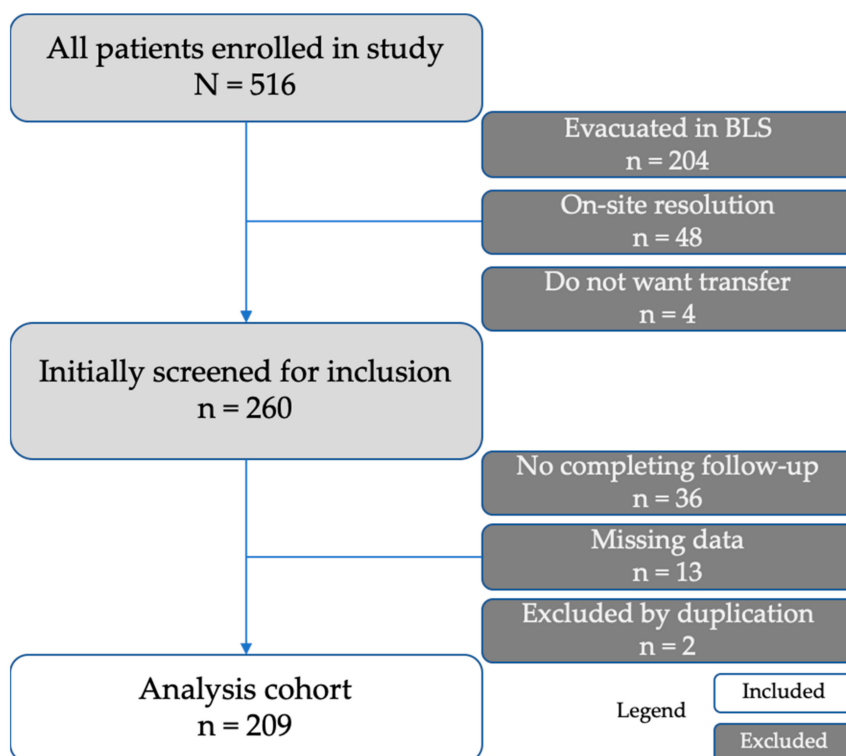 All patients enrolled in study
N = 516
Evacuated in BLS
n = 204
On-site resolution
n = 48
Do not want transfer
n = 4
Initially screened for inclusion
n = 260
No completing follow-up
n = 36
Missing data
n = 13
Excluded by duplication
n = 2
Analysis cohort
n = 209
Legend
Included
Excluded